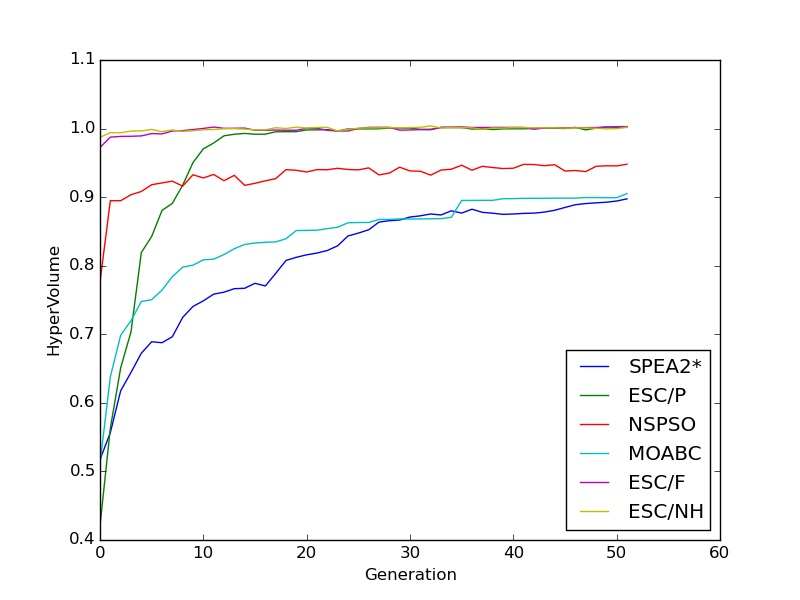 1.1
1.0
0.9
0.8
0.7
0.6
0.5
0.4
HyperVolume
0
10
20
30
40
50
60
Generation
SPEA2*
ESC/P
NSPSO
MOABC
ESC/F
ESC/NH